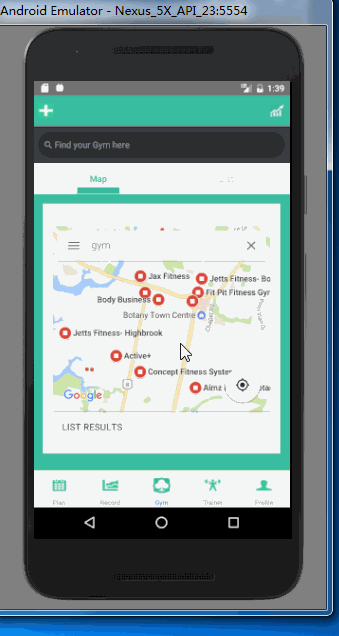 Android Emulator - Nexus_5X_API_23:5554
1:39
Find your Gym here
Map
gym
Jax Fitness
Jetts Fitness- Bo
Fit Pit Fitness Gyr
Body Business
Botany Town Centre
Jetts Fitness- Highbrook
Active+
Concept Fitness Syste
Google
LIST RESULTS
Plan
Record
Gym
Trainer
Profile